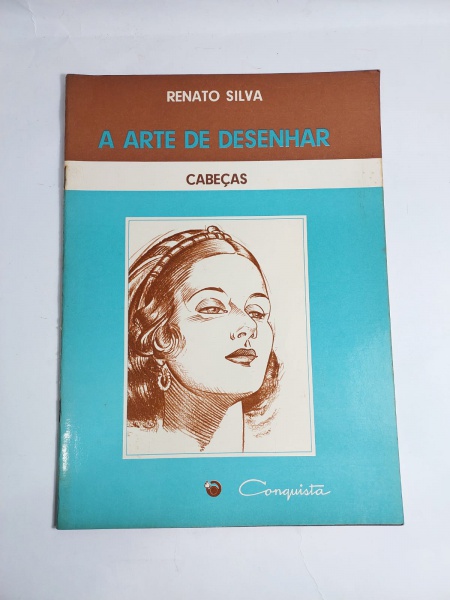 RENATO SILVA
A ARTE DE DESENHAR
CABEÇAS
Conquista